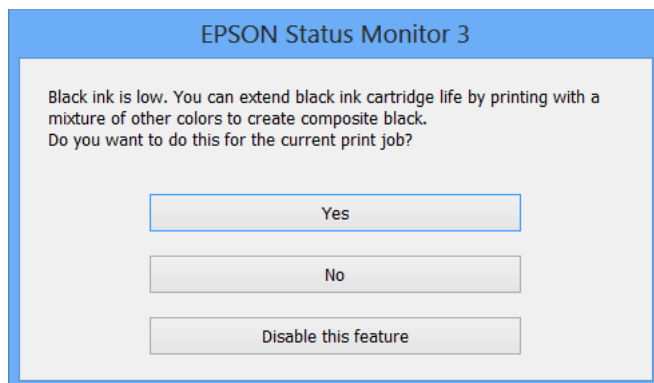 EPSON Status Monitor 3
Black ink is low. You can extend black ink cartridge life by printing with a
mixture of other colors to create composite black.
Do you want to do this for the current print job?
Yes
No
Disable this feature